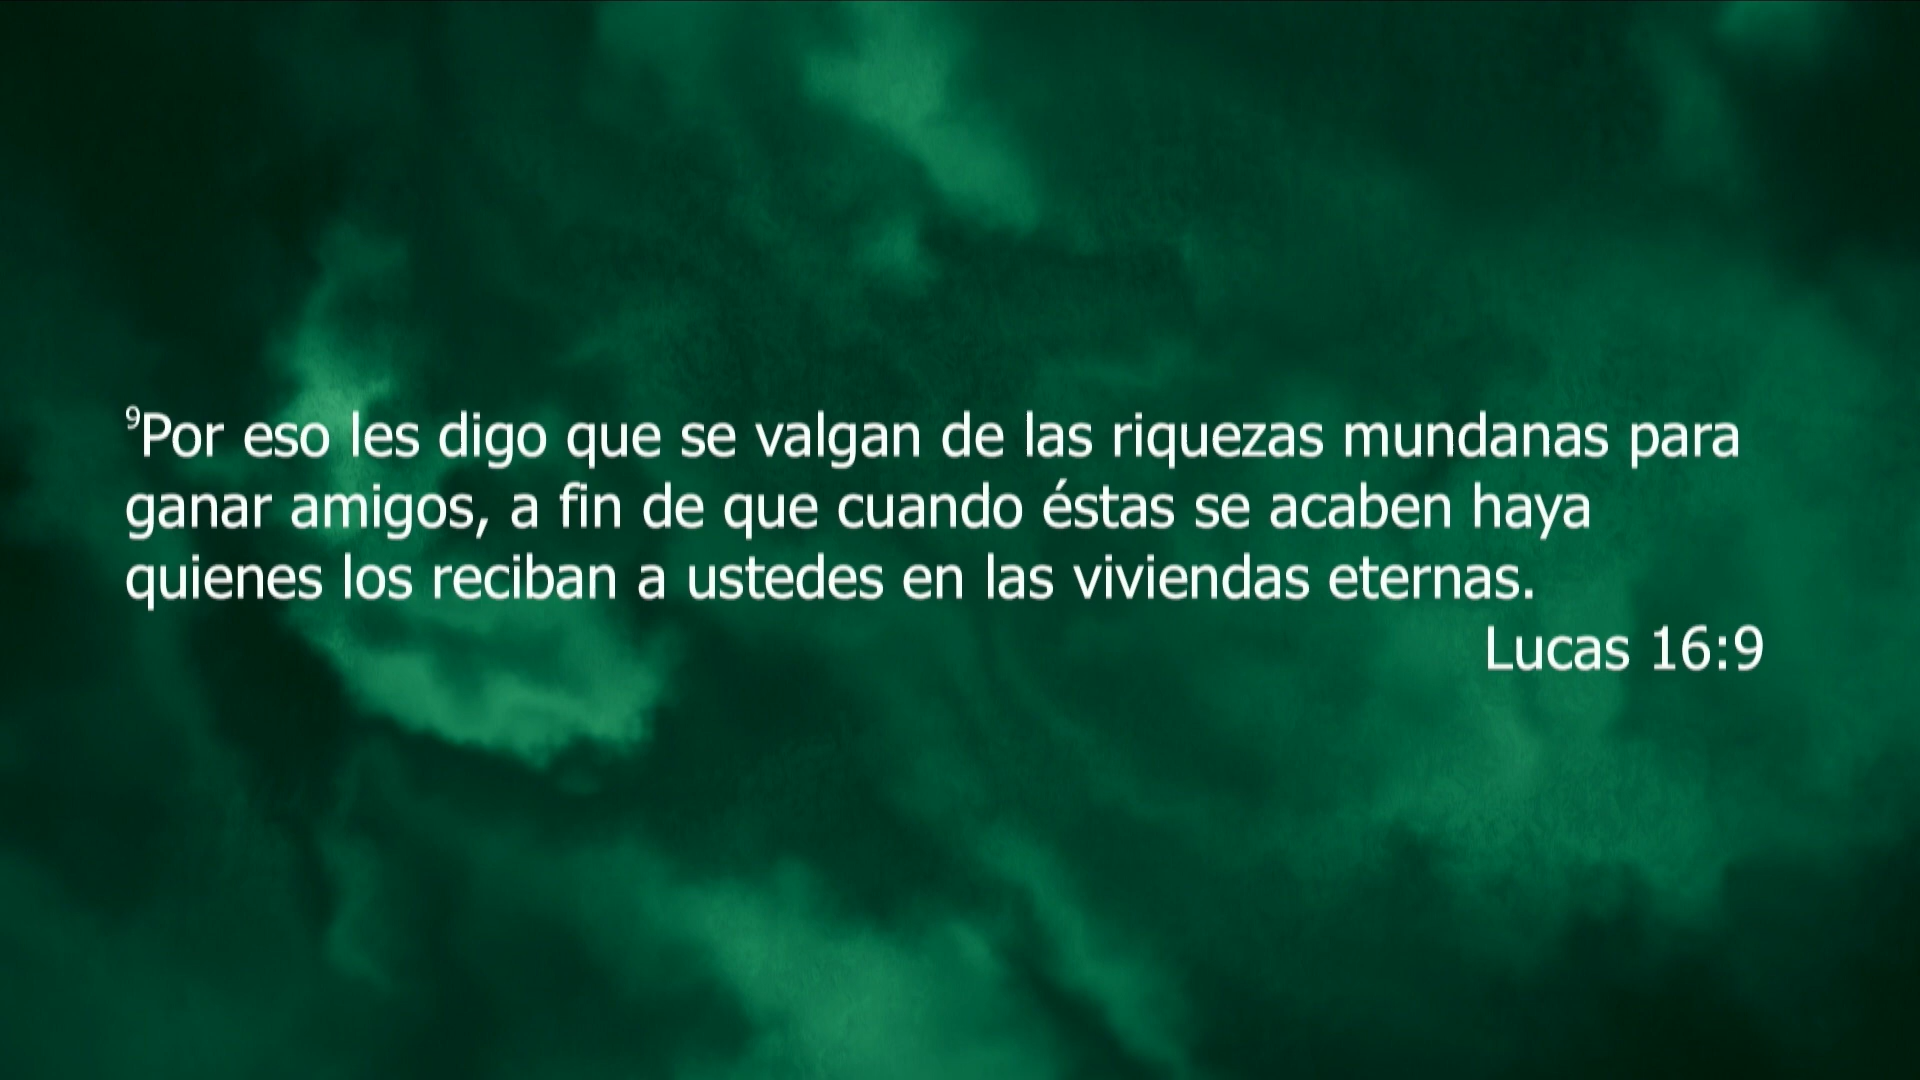 ⁹Por eso les digo que se valgan de las riquezas mundanas para
ganar amigos, a fin de que cuando éstas se acaben haya
quienes los reciban a ustedes en las viviendas eternas.
Lucas 16:9